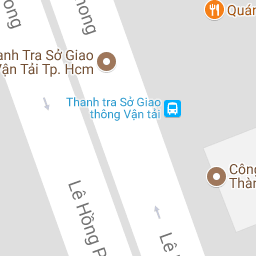 hong
Quán
anh Tra Sở Giao
Vận Tải Tp. Hcm
Thanh tra Sở Giao
thông Vận tải
Công
Thàn
Lê Hồng P
Lê